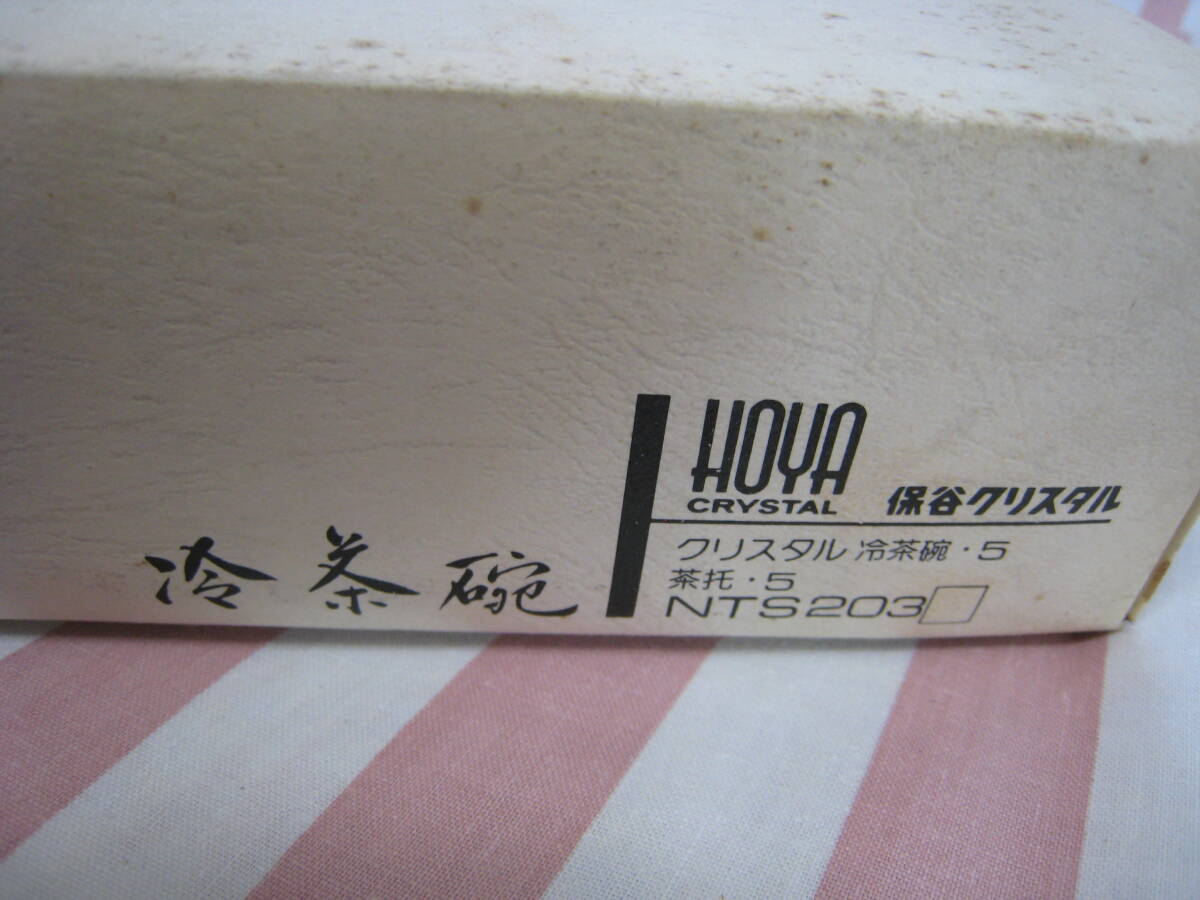 冷茶碗
HOYA
CRYSTAL 保谷クリスタル
クリスタル 冷茶碗・5
茶托・5
NTS203□